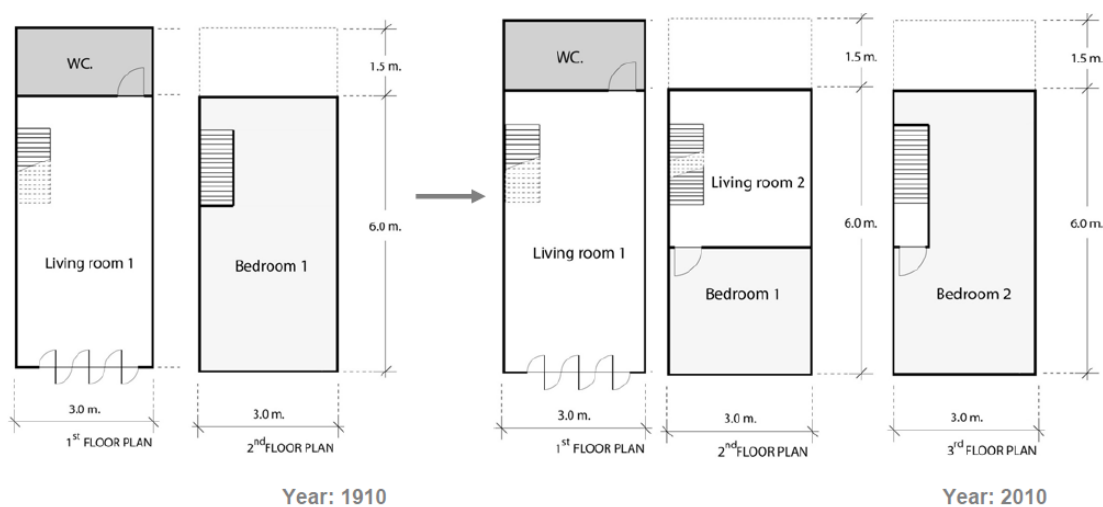 WC.
1.5 m.
Living room 1
Bedroom 1
6.0 m.
3.0 m.
1st FLOOR PLAN
3.0 m.
2nd FLOOR PLAN
Year: 1910
WC.
1.5 m.
1.5 m.
Living room 1
Living room 2
Bedroom 1
6.0 m.
Bedroom 2
6.0 m.
3.0 m.
1st FLOOR PLAN
3.0 m.
2nd FLOOR PLAN
3.0 m.
3rd FLOOR PLAN
Year: 2010